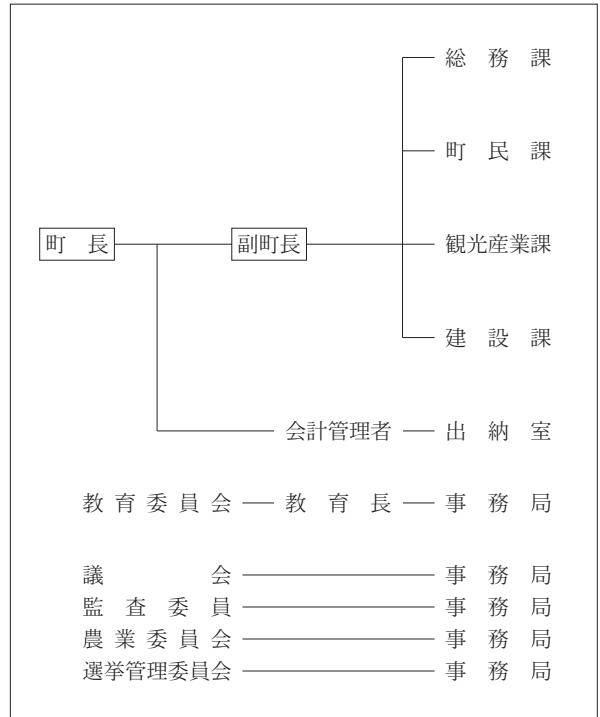 総務課
町民課
町長 副町長 観光産業課
建設課
会計管理者 出納室
教育委員会 教育長 事務局
議会 事務局
監査委員 事務局
農業委員会 事務局
選挙管理委員会 事務局